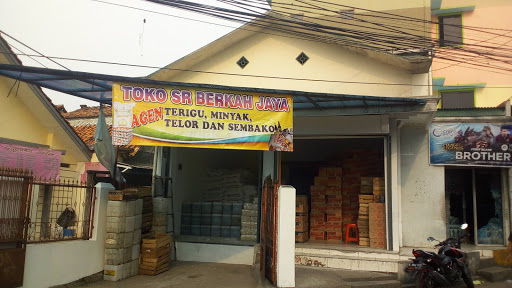 TOKO SR BERKAH JAYA
AGEN TERIGU, MINYAK,
TELOR DAN SEMBAKO
BROTHER